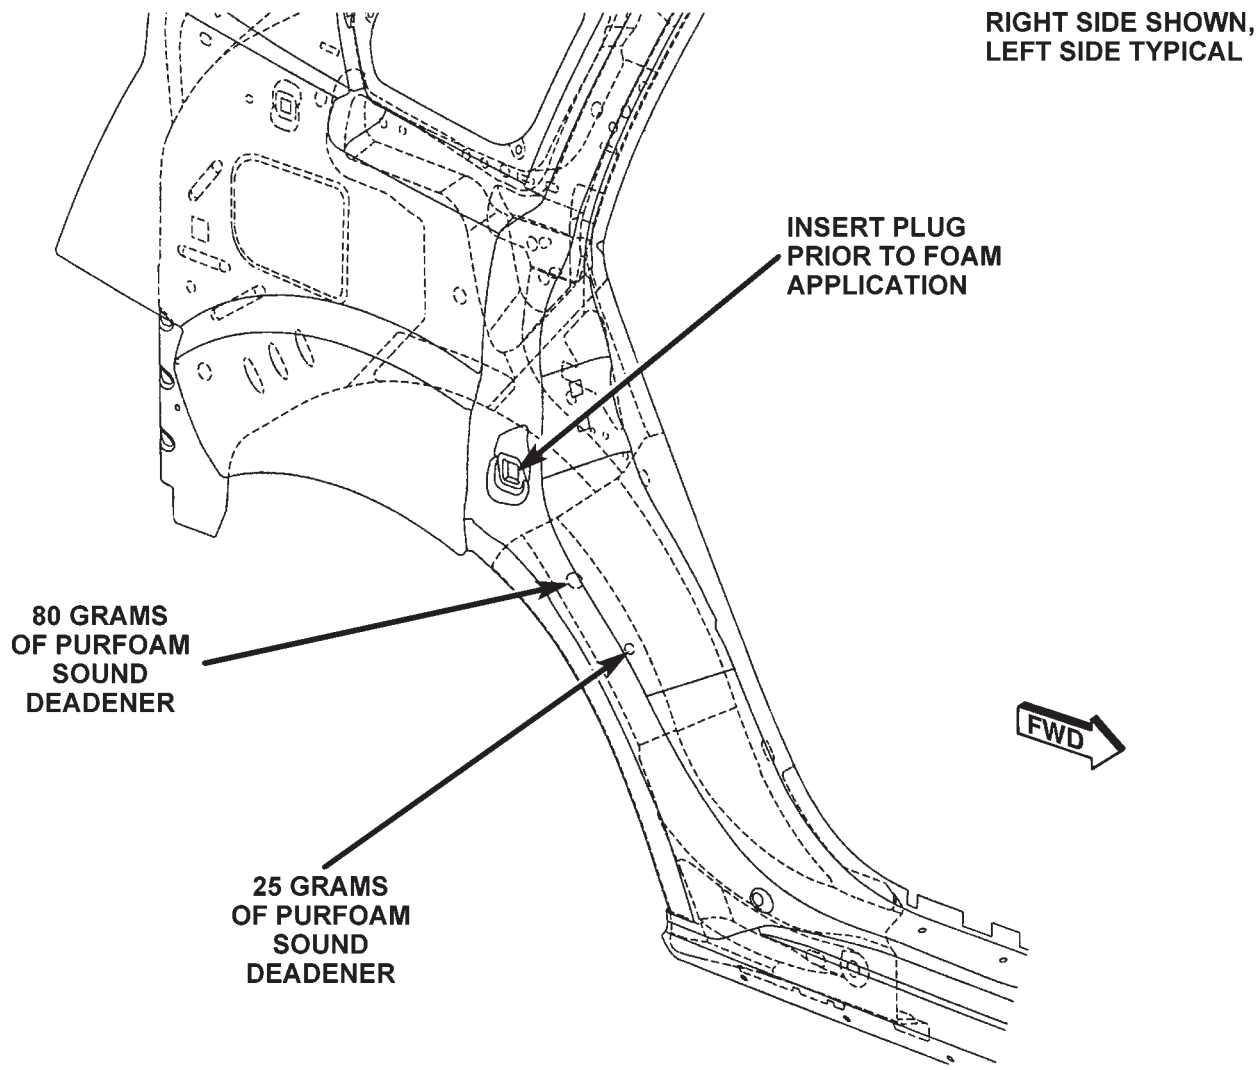 RIGHT SIDE SHOWN,
LEFT SIDE TYPICAL
INSERT PLUG
PRIOR TO FOAM
APPLICATION
80 GRAMS
OF PURFOAM
SOUND
DEADENER
FWD
25 GRAMS
OF PURFOAM
SOUND
DEADENER